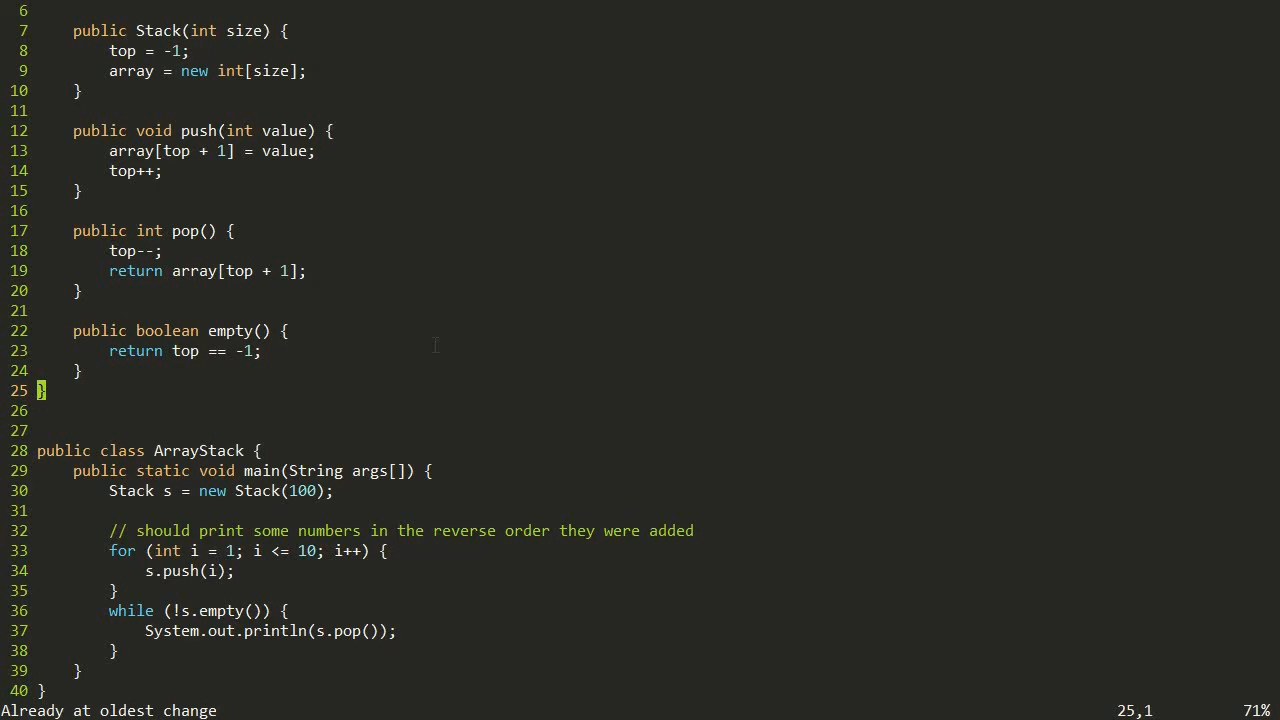 6
7     public Stack(int size) {
8         top = -1;
9         array = new int[size];
10     }
11
12     public void push(int value) {
13         array[top + 1] = value;
14         top++;
15     }
16
17     public int pop() {
18         top--;
19         return array[top + 1];
20     }
21
22     public boolean empty() {
23         return top == -1;
24     }
25 }
26
27
28 public class ArrayStack {
29     public static void main(String args[]) {
30         Stack s = new Stack(100);
31
32         // should print some numbers in the reverse order they were added
33         for (int i = 1; i <= 10; i++) {
34             s.push(i);
35         }
36         while (!s.empty()) {
37             System.out.println(s.pop());
38         }
39     }
40 }
Already at oldest change 25,1 71%